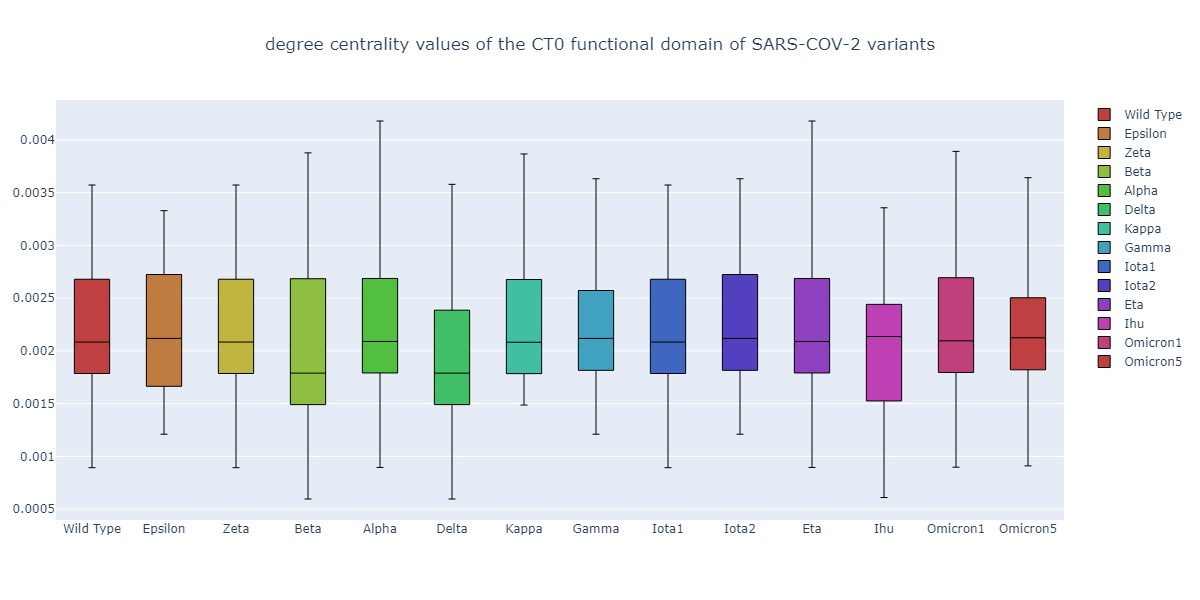 degree centrality values of the CT0 functional domain of SARS-COV-2 variants
0.004
0.0035
0.003
0.0025
0.002
0.0015
0.001
0.0005
Wild Type Epsilon Zeta Beta Alpha Delta Kappa Gamma Iota1 Iota2 Eta Ihu Omicron1 Omicron5
Wild Type
Epsilon
Zeta
Beta
Alpha
Delta
Kappa
Gamma
Iota1
Iota2
Eta
Ihu
Omicron1
Omicron5